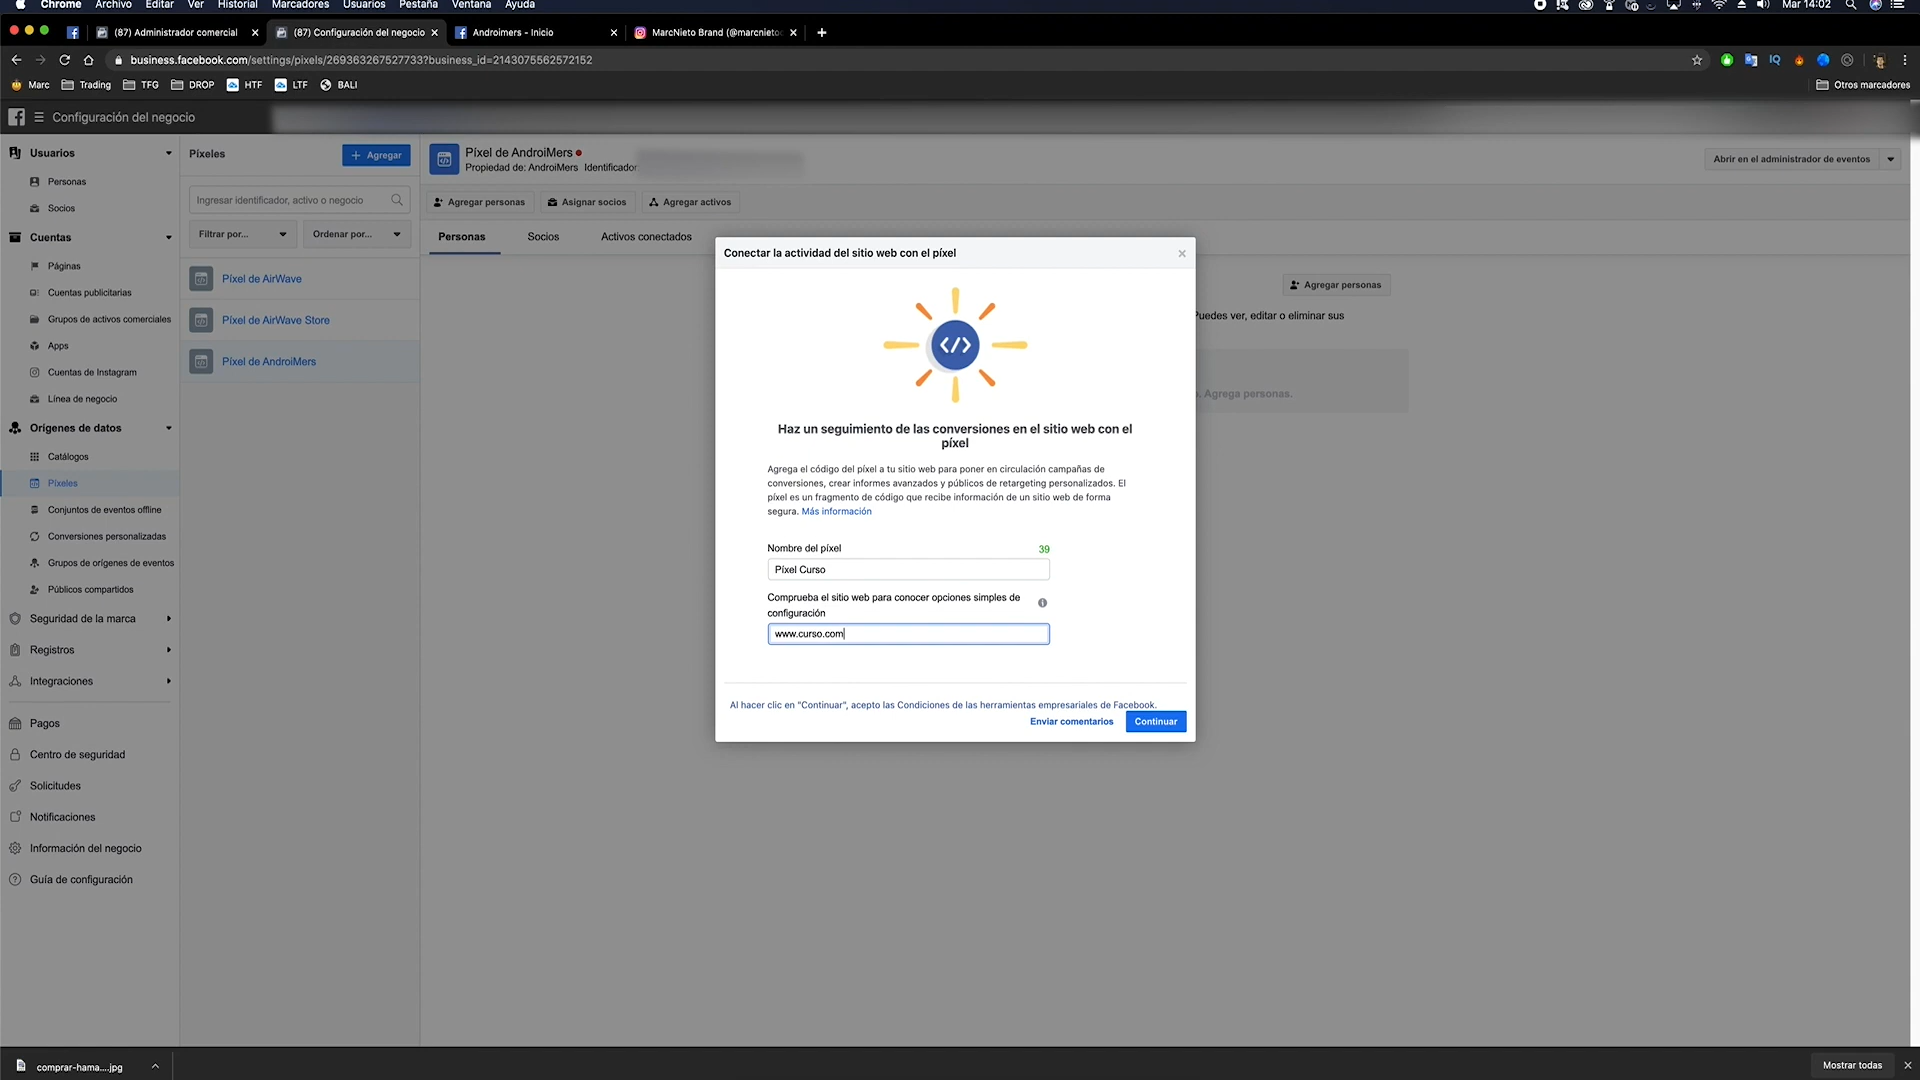 Chrome Archivo Editar Ver Historial Marcadores Usuarios Pestaña Ventana Ayuda Mar 14:02
(87) Administrador comercial (87) Configuración del negocio Androimers - Inicio MarcNieto Brand (@marcnieto
business.facebook.com/settings/pixels/269363267527733?business_id=2143075562572152
Marc Trading TFG DROP HTF LTF BALI Otros marcadores
Configuración del negocio
Usuarios
Personas
Socios
Cuentas
Páginas
Cuentas publicitarias
Grupos de activos comerciales
Apps
Cuentas de Instagram
Línea de negocio
Orígenes de datos
Catálogos
Píxeles
Conjuntos de eventos offline
Conversiones personalizadas
Grupos de orígenes de eventos
Públicos compartidos
Seguridad de la marca
Registros
Integraciones
Pagos
Centro de seguridad
Solicitudes
Notificaciones
Información del negocio
Guía de configuración
Píxeles + Agregar
Ingresar identificador, activo o negocio
Filtrar por... Ordenar por...
Píxel de AirWave
Píxel de AirWave Store
Píxel de AndroiMers
Píxel de AndroiMers
Propiedad de: AndroiMers Identificador:
Abrir en el administrador de eventos
Agregar personas Asignar socios Agregar activos
Personas Socios Activos conectados
Agregar personas
Puedes ver, editar o eliminar sus
Agrega personas.
Conectar la actividad del sitio web con el píxel
Haz un seguimiento de las conversiones en el sitio web con el
píxel
Agrega el código del píxel a tu sitio web para poner en circulación campañas de
conversiones, crear informes avanzados y públicos de retargeting personalizados. El
píxel es un fragmento de código que recibe información de un sitio web de forma
segura. Más información
Nombre del píxel 39
Píxel Curso
Comprueba el sitio web para conocer opciones simples de
configuración
www.curso.com
Al hacer clic en "Continuar", acepto las Condiciones de las herramientas empresariales de Facebook.
Enviar comentarios Continuar
comprar-hama....jpg Mostrar todas